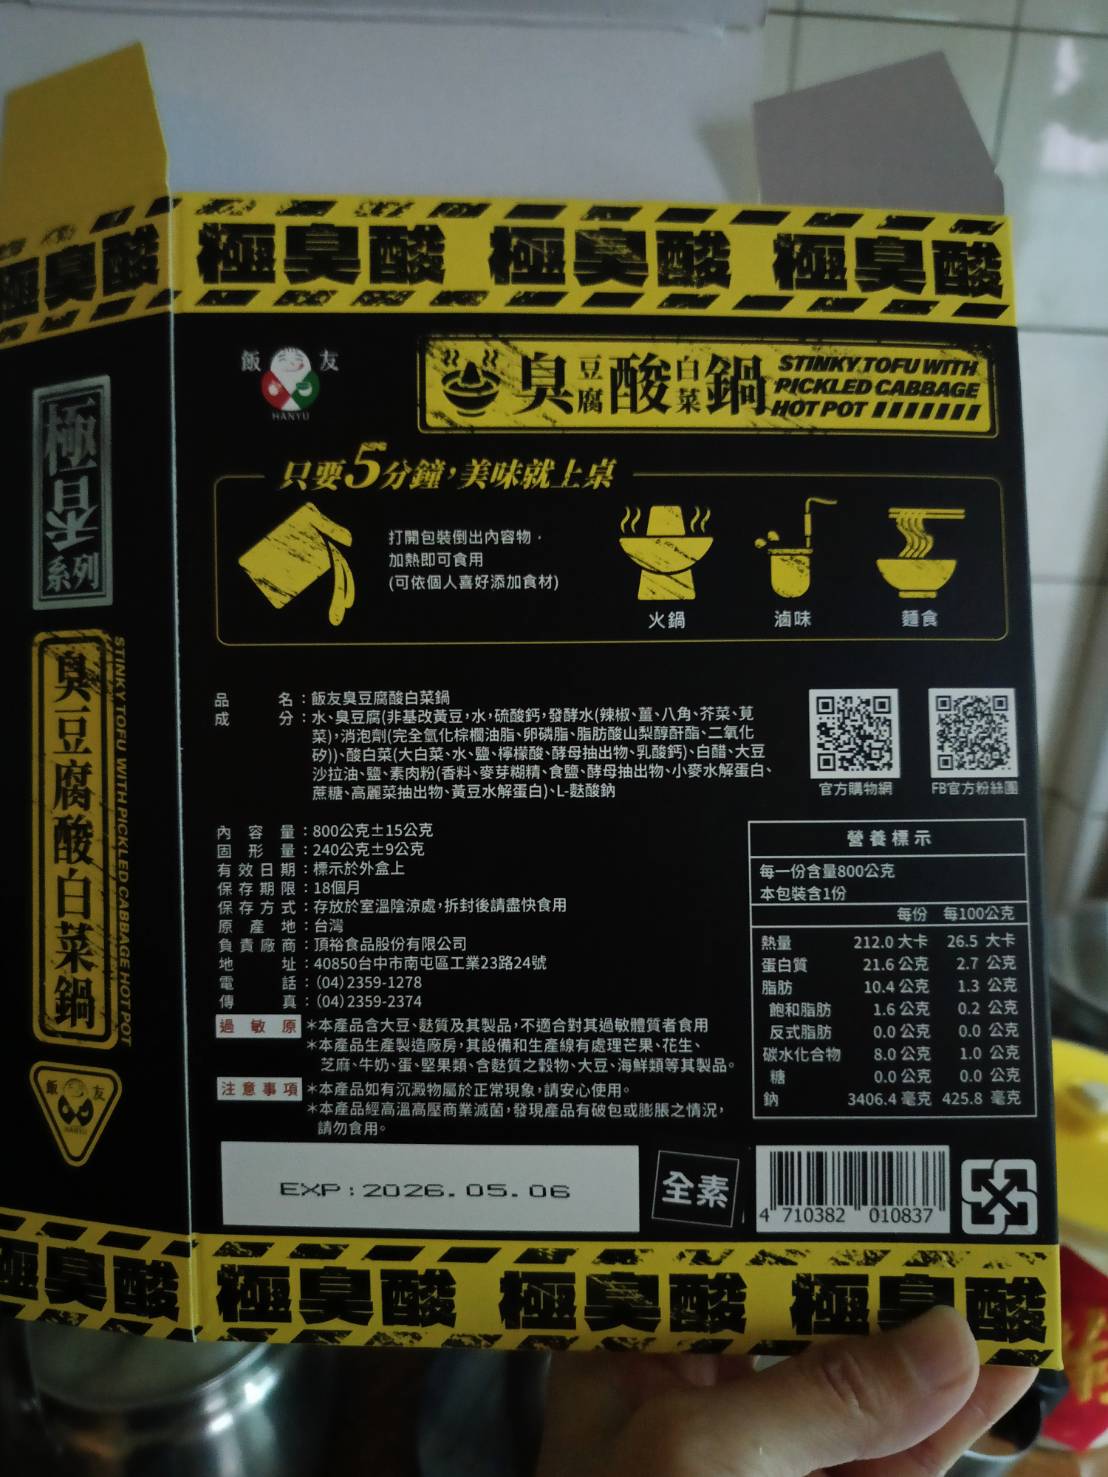 極臭酸 極臭酸 極臭酸 極臭酸
飯友
HANYU
臭豆腐酸白菜鍋
STINKY TOFU WITH
PICKLED CABBAGE
HOT POT
只要5分鐘,美味就上桌
打開包裝倒出內容物,
加熱即可食用
(可依個人喜好添加食材)
火鍋
滷味
麵食
品名:飯友臭豆腐酸白菜鍋
成分:水、臭豆腐(非基改黃豆,水,硫酸鈣,發酵水(辣椒、薑、八角、芥菜、莧
菜),消泡劑(完全氫化棕櫚油脂、卵磷脂、脂肪酸山梨醇酐酯、二氧化
矽))、酸白菜(大白菜、水、鹽、檸檬酸、酵母抽出物、乳酸鈣)、白醋、大豆
沙拉油、鹽、素肉粉(香料、麥芽糊精、食鹽、酵母抽出物、小麥水解蛋白、
蔗糖、高麗菜抽出物、黃豆水解蛋白)、L-麩酸鈉
官方購物網
FB官方粉絲團
內容量:800公克±15公克
固形量:240公克±9公克
有效日期:標示於外盒上
保存期限:18個月
保存方式:存放於室溫陰涼處,拆封後請盡快食用
原產地:台灣
負責廠商:頂裕食品股份有限公司
地址:40850台中市南屯區工業23路24號
電話:(04)2359-1278
傳真:(04)2359-2374
過敏原 *本產品含大豆、麩質及其製品,不適合對其過敏體質者食用
*本產品生產製造廠房,其設備和生產線有處理芒果、花生、
芝麻、牛奶、蛋、堅果類、含麩質之穀物、大豆、海鮮類等其製品。
注意事項 *本產品如有沉澱物屬於正常現象,請安心使用。
*本產品經高溫高壓商業滅菌,發現產品有破包或膨脹之情況,
請勿食用。
營養標示
每一份含量800公克
本包裝含1份
每份 每100公克
熱量 212.0 大卡 26.5 大卡
蛋白質 21.6 公克 2.7 公克
脂肪 10.4 公克 1.3 公克
飽和脂肪 1.6 公克 0.2 公克
反式脂肪 0.0 公克 0.0 公克
碳水化合物 8.0 公克 1.0 公克
糖 0.0 公克 0.0 公克
鈉 3406.4 毫克 425.8 毫克
EXP:2026.05.06
全素
4 710382 010837
極臭酸 極臭酸 極臭酸 極臭酸
極臭香系列
臭豆腐酸白菜鍋
STINKY TOFU WITH PICKLED CABBAGE HOT POT
飯友
HANYU